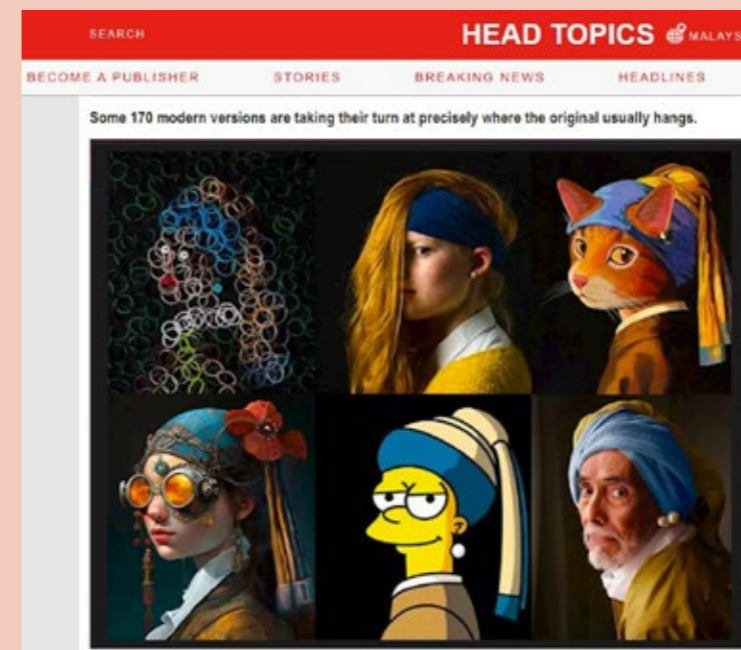 SEARCH
HEAD TOPICS MALAYS
BECOME A PUBLISHER STORIES BREAKING NEWS HEADLINES
Some 170 modern versions are taking their turn at precisely where the original usually hangs.